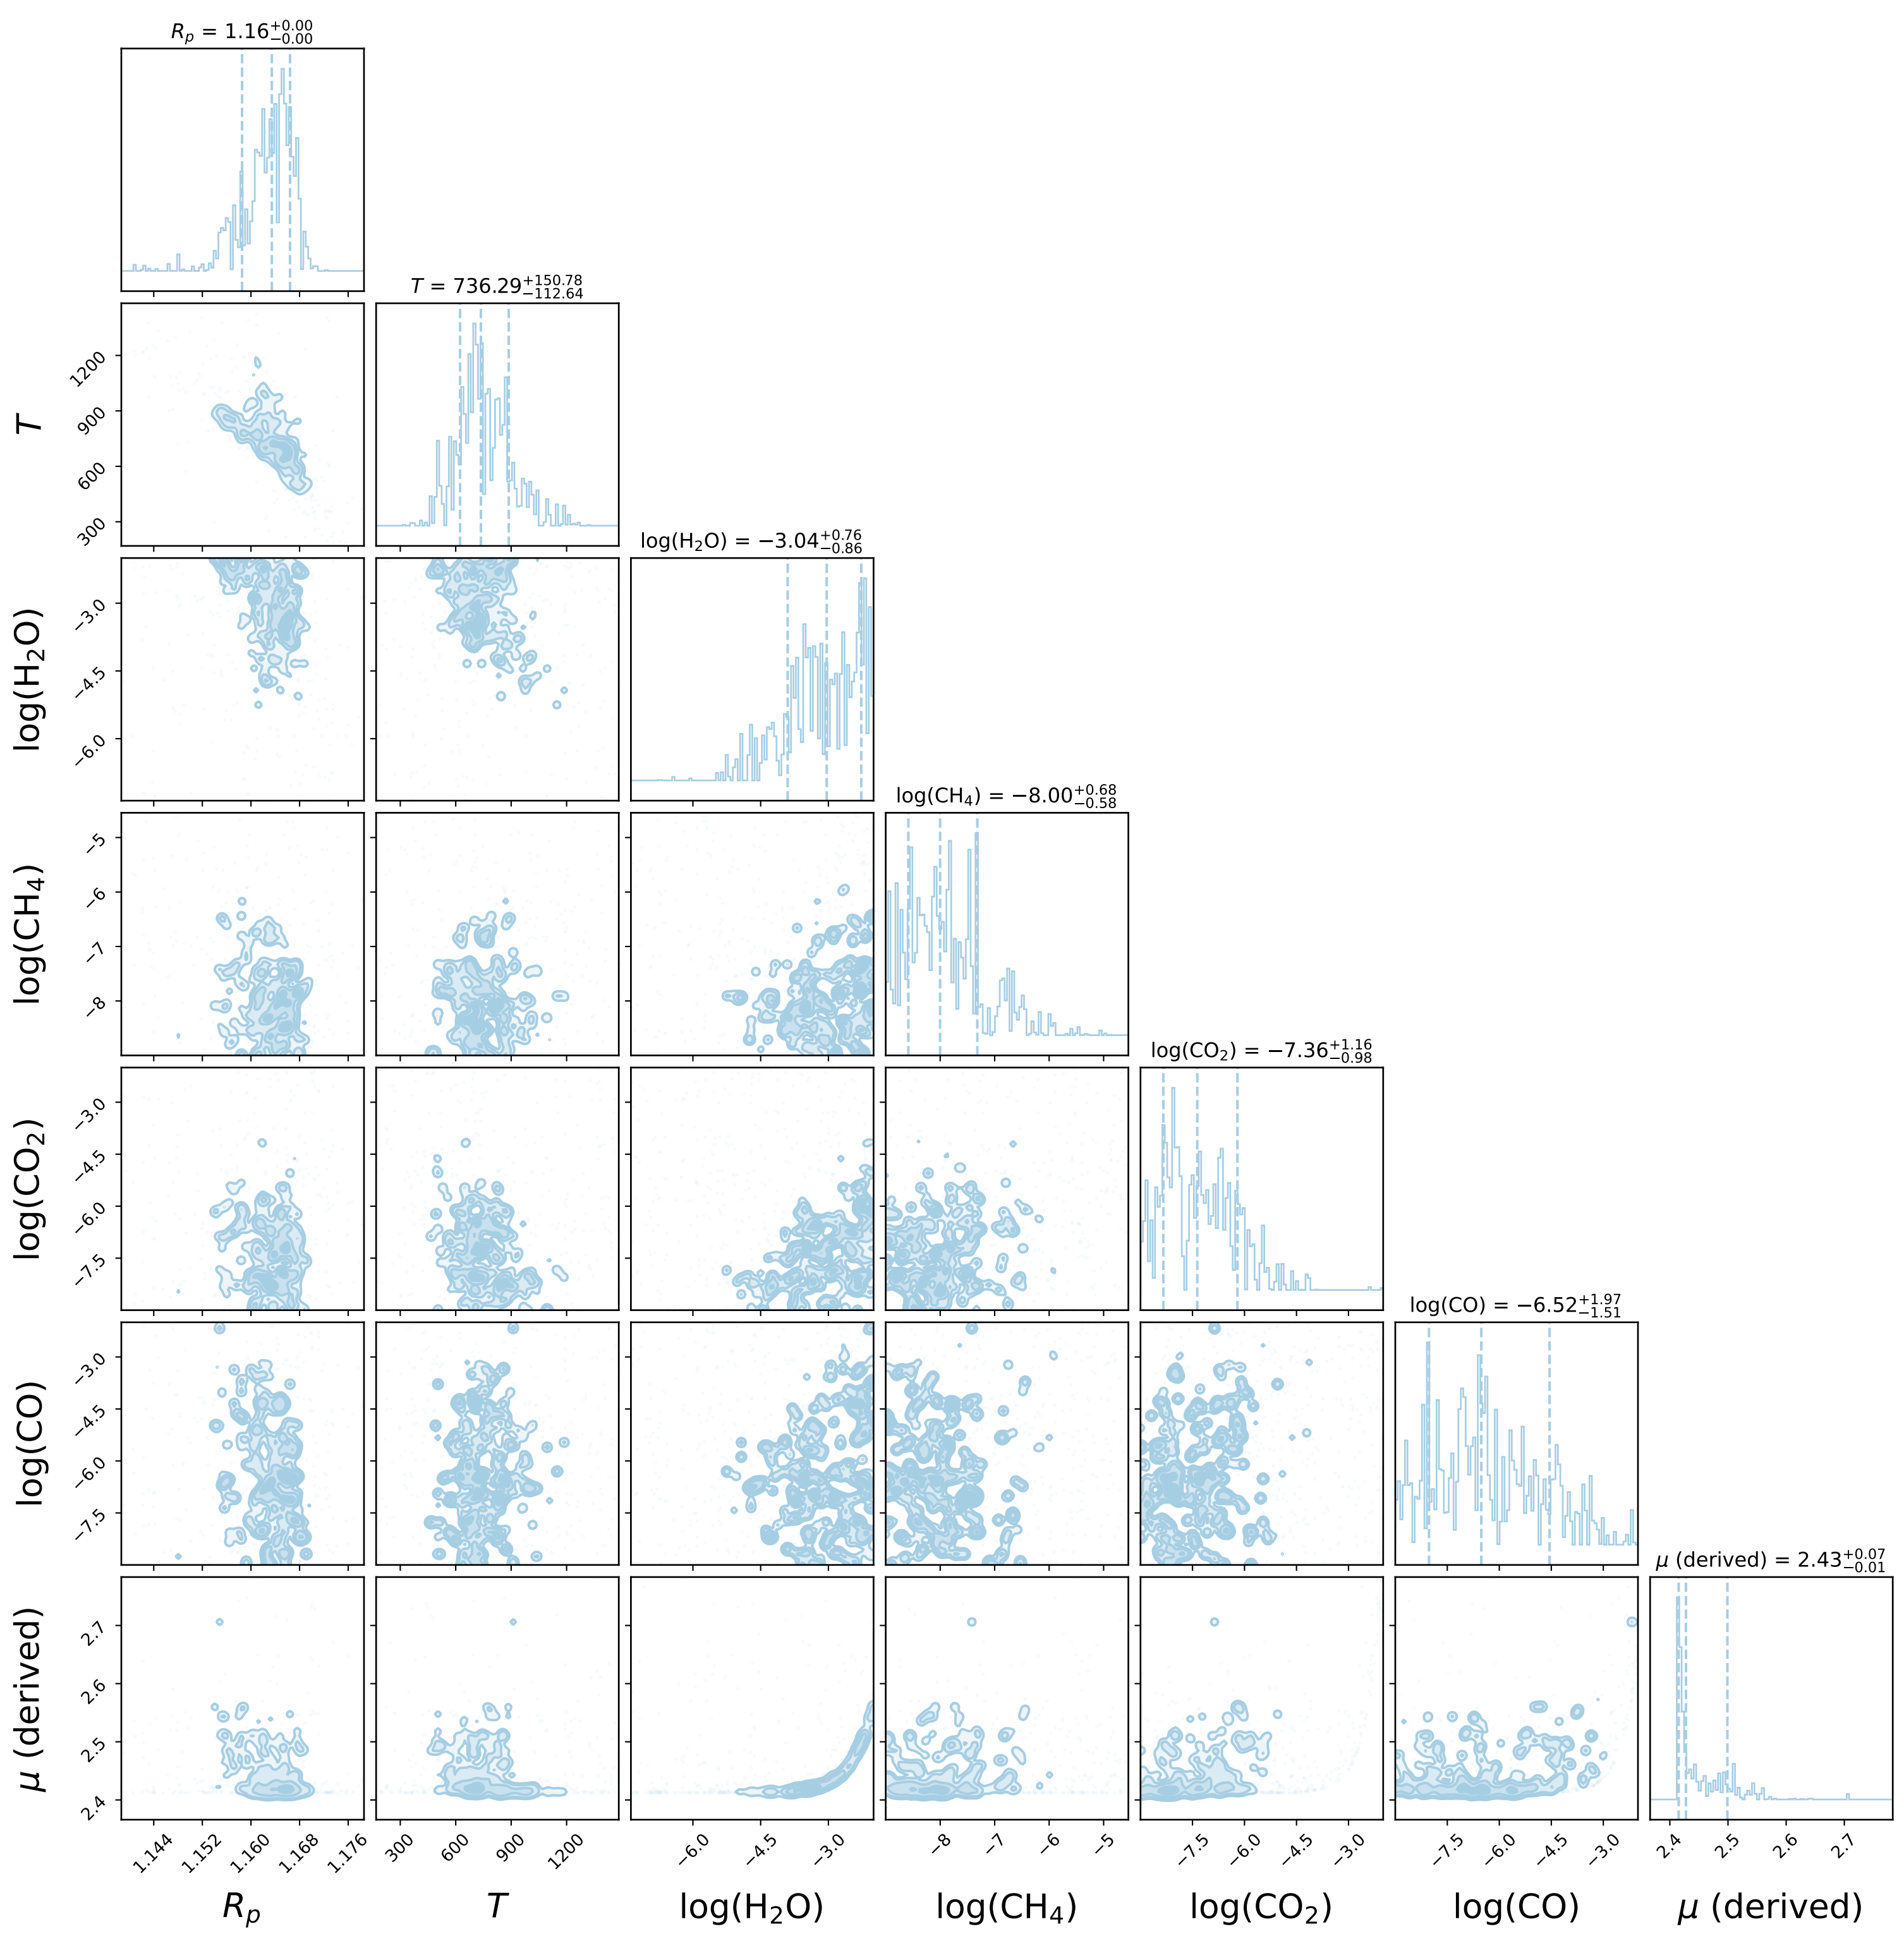 R_p = 1.16^{+0.00}_{−0.00}
T = 736.29^{+150.78}_{−112.64}
T
1200
900
600
300
log(H₂O) = −3.04^{+0.76}_{−0.86}
log(H₂O)
−3.0
−4.5
−6.0
log(CH₄) = −8.00^{+0.68}_{−0.58}
log(CH₄)
−5
−6
−7
−8
log(CO₂) = −7.36^{+1.16}_{−0.98}
log(CO₂)
−3.0
−4.5
−6.0
−7.5
log(CO) = −6.52^{+1.97}_{−1.51}
log(CO)
−3.0
−4.5
−6.0
−7.5
μ (derived) = 2.43^{+0.07}_{−0.01}
μ (derived)
2.7
2.6
2.5
2.4
1.144 1.152 1.160 1.168 1.176 300 600 900 1200 −6.0 −4.5 −3.0 −8 −7 −6 −5 −7.5 −6.0 −4.5 −3.0 −7.5 −6.0 −4.5 −3.0 2.4 2.5 2.6 2.7
R_p T log(H₂O) log(CH₄) log(CO₂) log(CO) μ (derived)